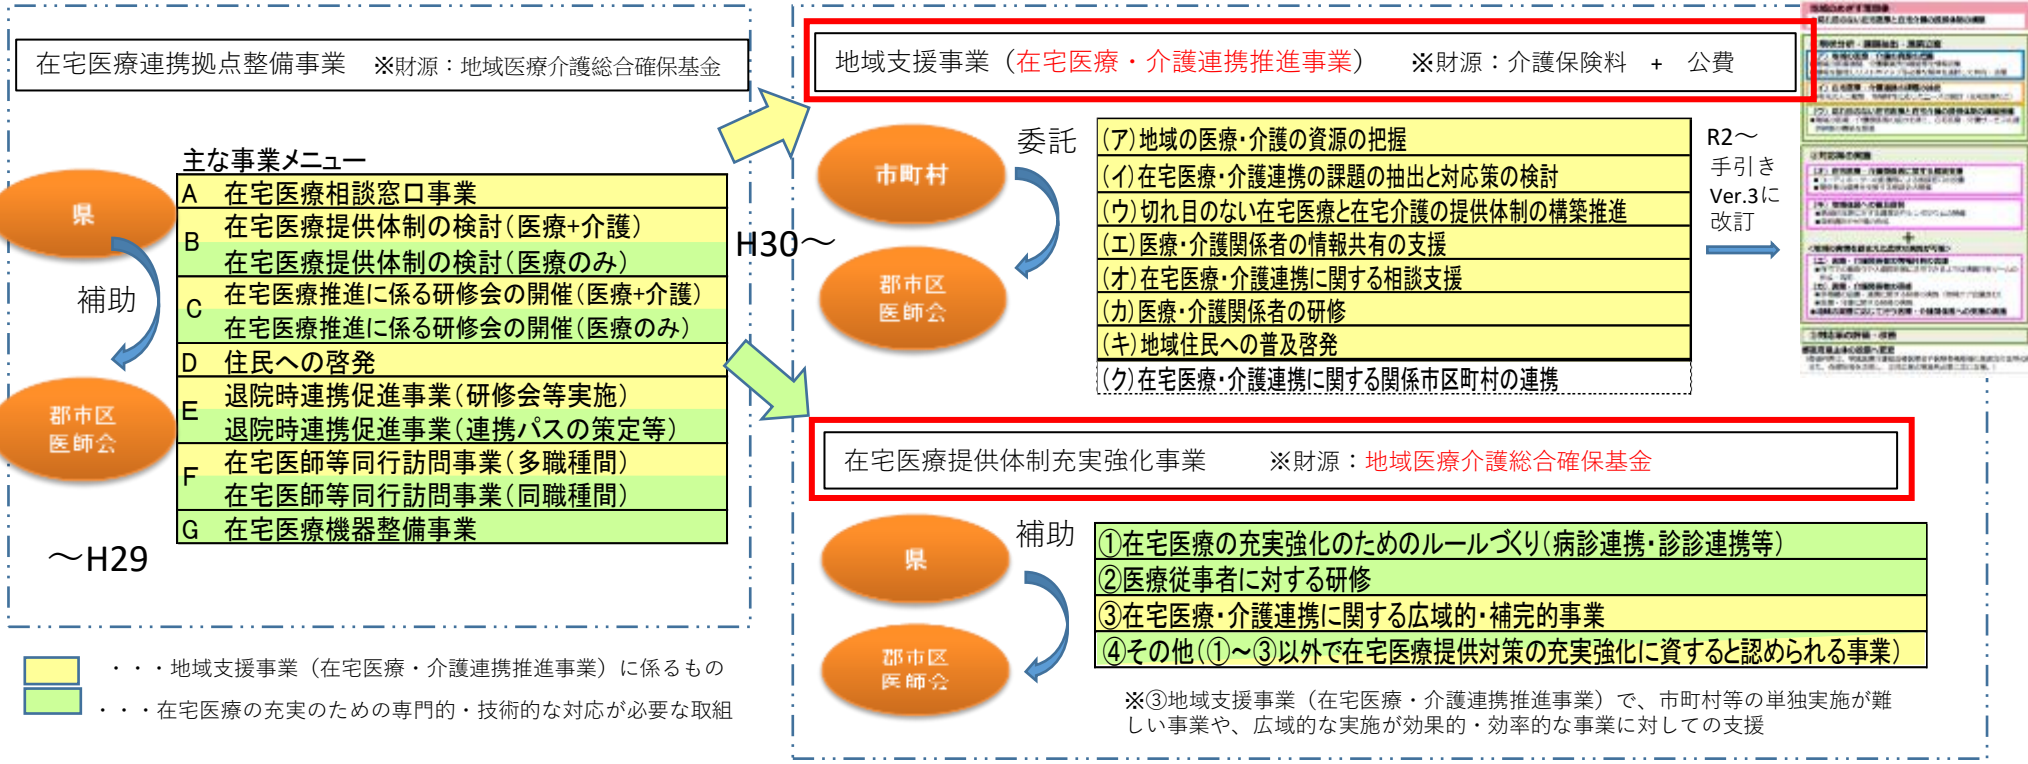 在宅医療連携拠点整備事業　※財源：地域医療介護総合確保基金
主な事業メニュー
県
補助
郡市区
医師会
A　在宅医療相談窓口事業
B　在宅医療提供体制の検討（医療+介護）
在宅医療提供体制の検討（医療のみ）
C　在宅医療推進に係る研修会の開催（医療+介護）
在宅医療推進に係る研修会の開催（医療のみ）
D　住民への啓発
E　退院時連携促進事業（研修会等実施）
退院時連携促進事業（連携パスの策定等）
F　在宅医師等同行訪問事業（多職種間）
在宅医師等同行訪問事業（同職種間）
G　在宅医療機器整備事業
～H29
・・・地域支援事業（在宅医療・介護連携推進事業）に係るもの
・・・在宅医療の充実のための専門的・技術的な対応が必要な取組
H30～
地域支援事業（在宅医療・介護連携推進事業）　※財源：介護保険料　+　公費
市町村
委託
郡市区
医師会
（ア）地域の医療・介護の資源の把握
（イ）在宅医療・介護連携の課題の抽出と対応策の検討
（ウ）切れ目のない在宅医療と在宅介護の提供体制の構築推進
（エ）医療・介護関係者の情報共有の支援
（オ）在宅医療・介護連携に関する相談支援
（カ）医療・介護関係者の研修
（キ）地域住民への普及啓発
（ク）在宅医療・介護連携に関する関係市区町村の連携
R2～
手引き
Ver.3に
改訂
在宅医療提供体制充実強化事業　※財源：地域医療介護総合確保基金
県
補助
郡市区
医師会
①在宅医療の充実強化のためのルールづくり（病診連携・診診連携等）
②医療従事者に対する研修
③在宅医療・介護連携に関する広域的・補完的事業
④その他（①～③以外で在宅医療提供対策の充実強化に資すると認められる事業）
※③地域支援事業（在宅医療・介護連携推進事業）で、市町村等の単独実施が難
しい事業や、広域的な実施が効果的・効率的な事業に対しての支援